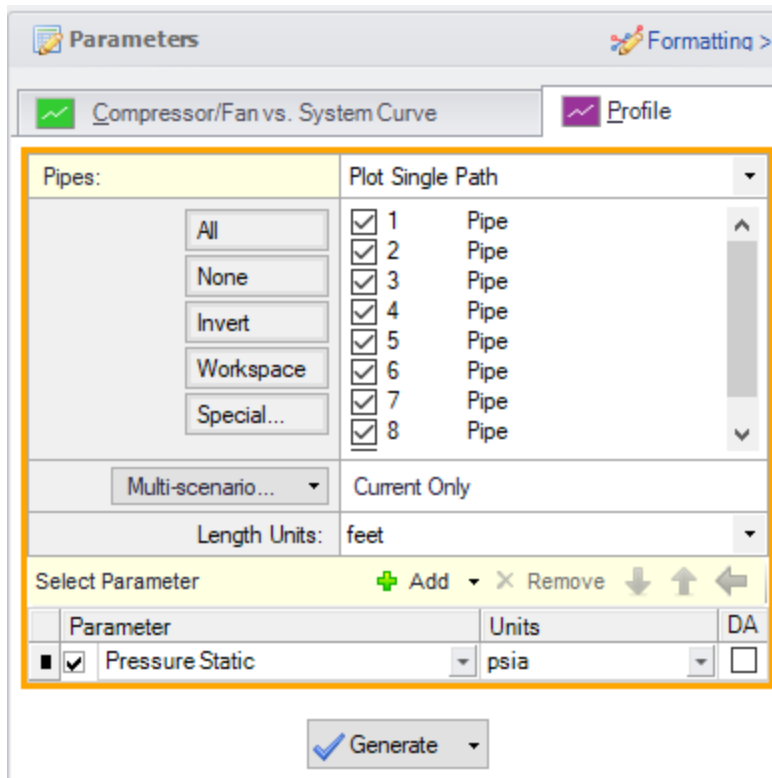 Parameters Formatting >
Compressor/Fan vs. System Curve Profile
Pipes: Plot Single Path
All
None
Invert
Workspace
Special...
1 Pipe
2 Pipe
3 Pipe
4 Pipe
5 Pipe
6 Pipe
7 Pipe
8 Pipe
Multi-scenario... Current Only
Length Units: feet
Select Parameter Add Remove
Parameter Units DA
Pressure Static psia
Generate